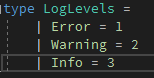 type LogLevels =
| Error = 1
| Warning = 2
| Info = 3